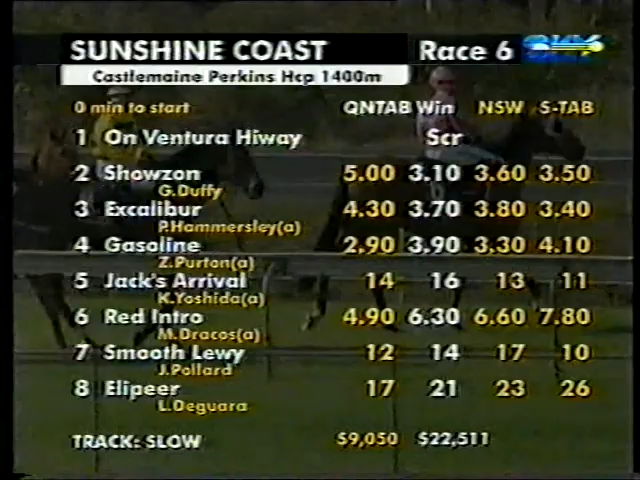 SUNSHINE COAST Race 6 SKY
Castlemaine Perkins Hcp 1400m
0 min to start QNTAB Win NSW S-TAB
1 On Ventura Hiway Scr
2 Showzon 5.00 3.10 3.60 3.50
G.Duffy
3 Excalibur 4.30 3.70 3.80 3.40
P.Hammersley(a)
4 Gasoline 2.90 3.90 3.30 4.10
Z.Purton(a)
5 Jack's Arrival 14 16 13 11
K.Yoshida(a)
6 Red Intro 4.90 6.30 6.60 7.80
M.Dracos(a)
7 Smooth Lewy 12 14 17 10
J.Pollard
8 Elipeer 17 21 23 26
L.Deguara
TRACK: SLOW $9,050 $22,511